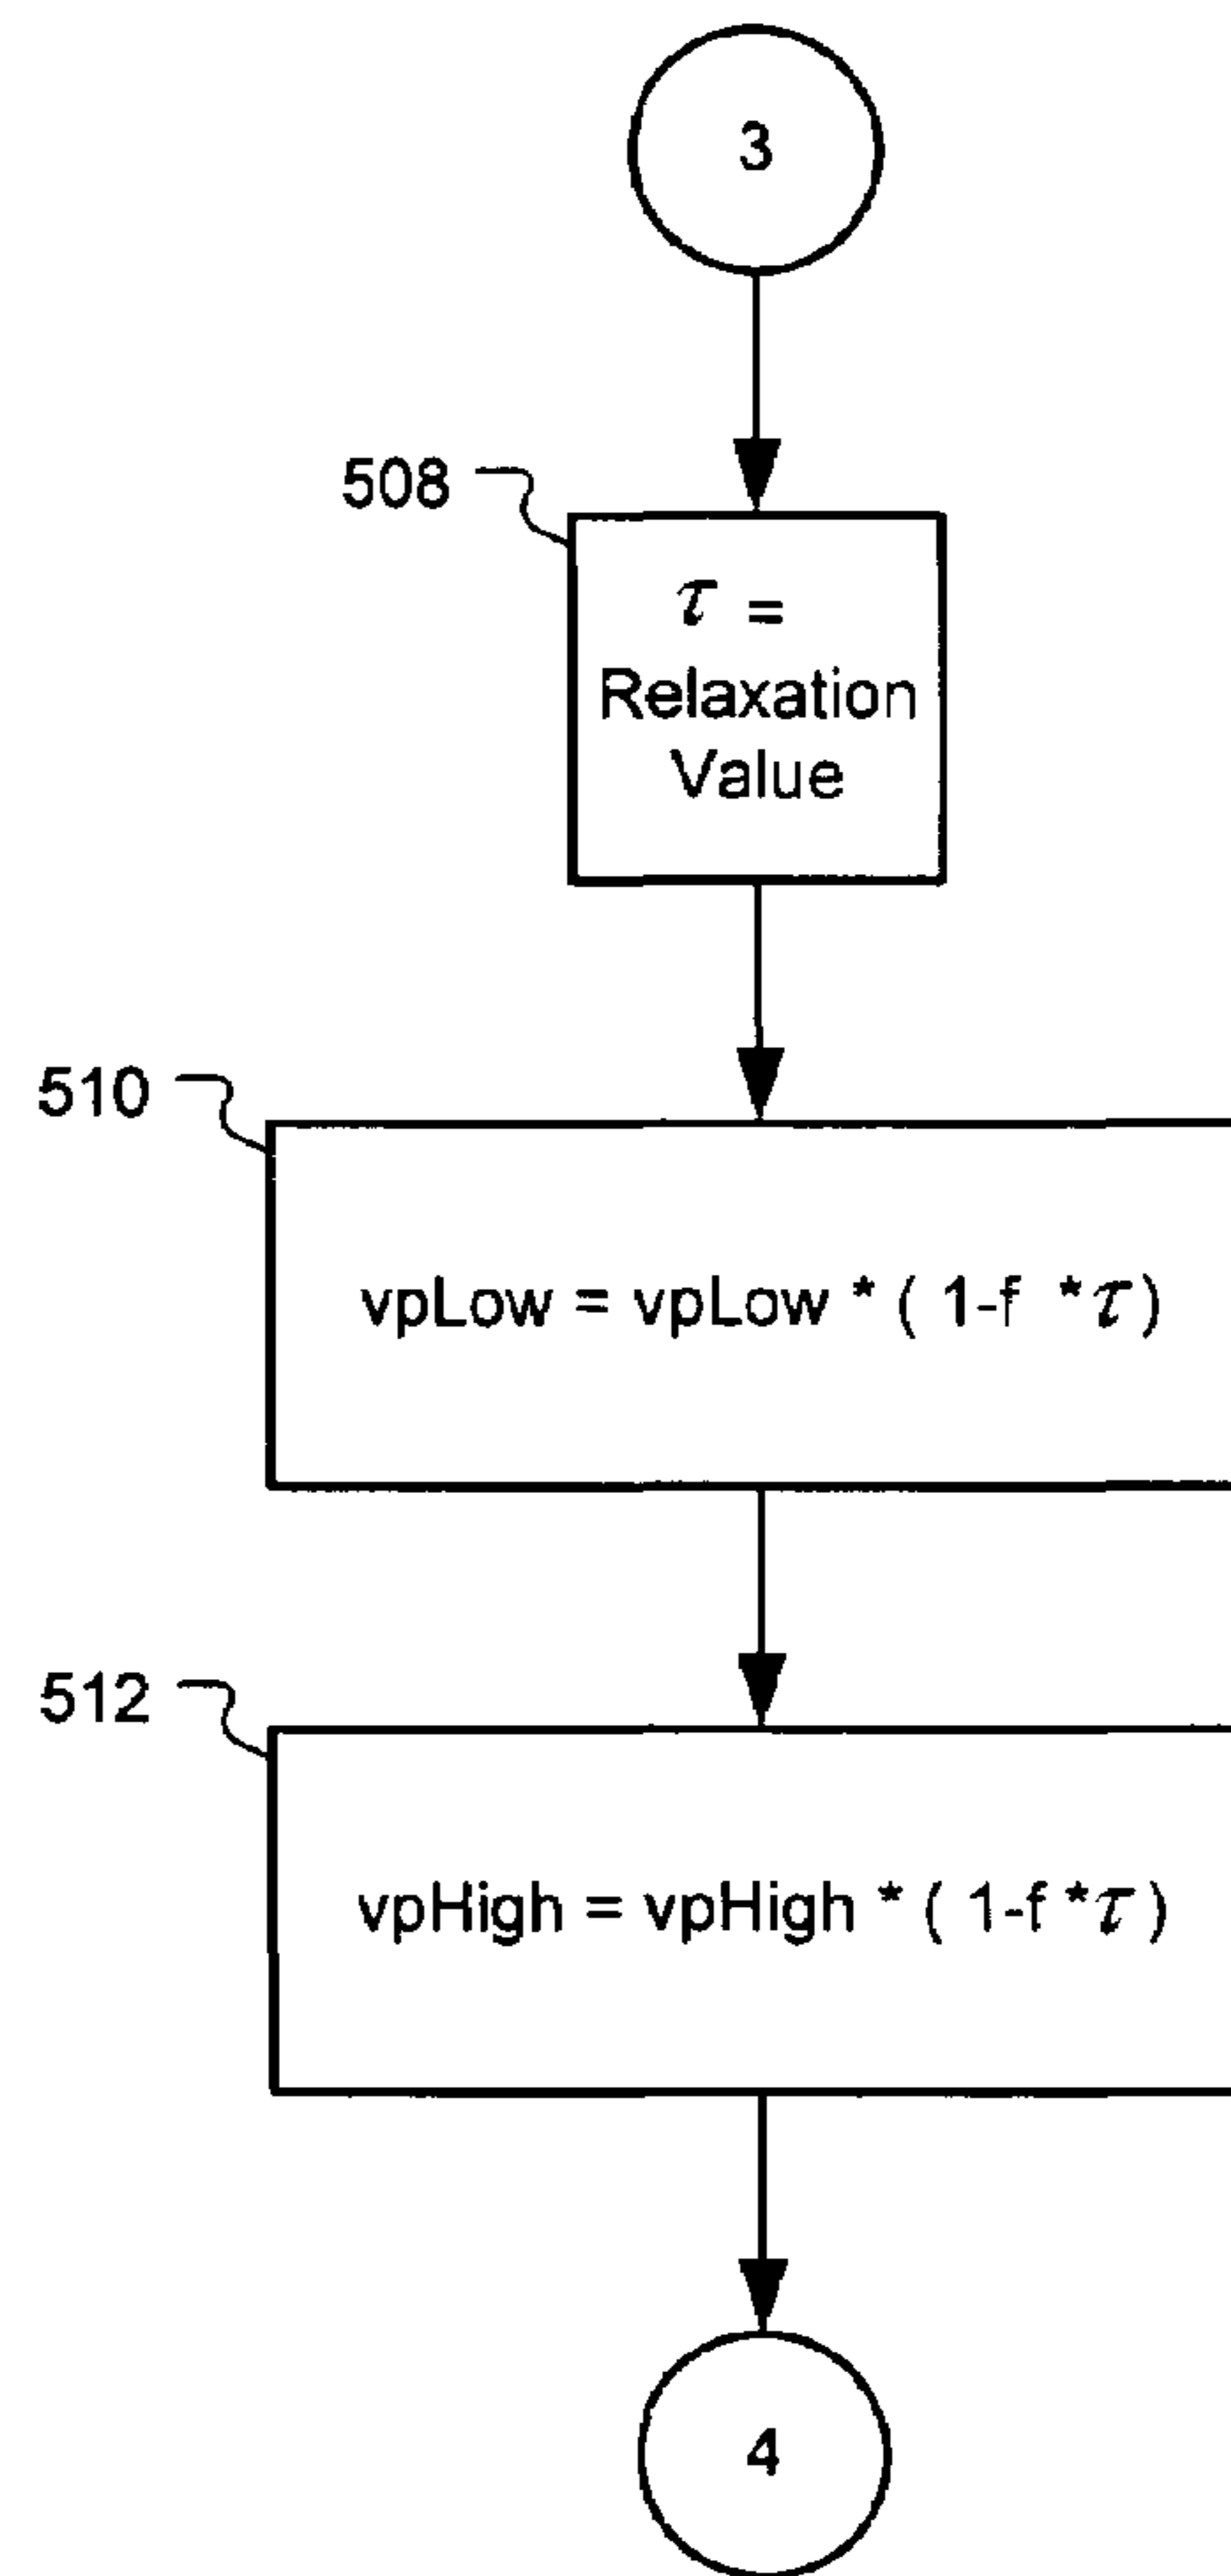 3
508
τ =
Relaxation
Value
510
vpLow = vpLow * ( 1-f * τ )
512
vpHigh = vpHigh * ( 1-f * τ )
4